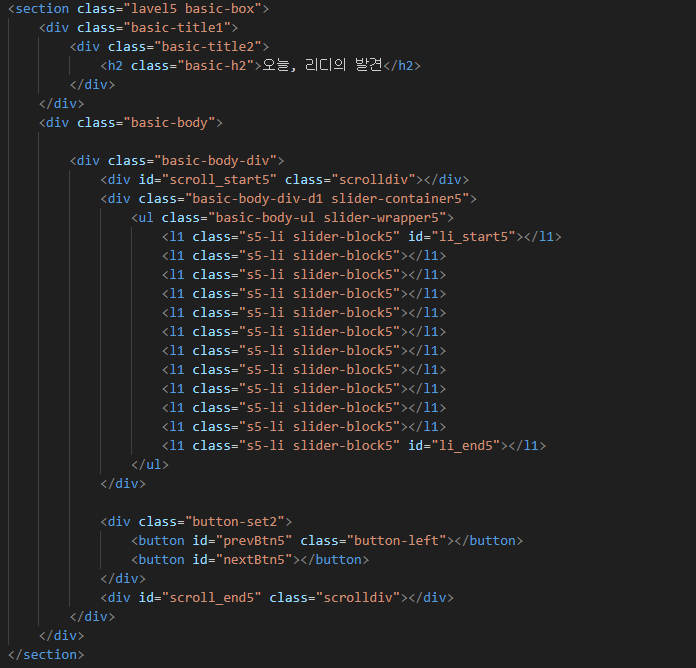 <section class="lavel5 basic-box">
    <div class="basic-title1">
        <div class="basic-title2">
            <h2 class="basic-h2">오늘, 리디의 발견</h2>
        </div>
    </div>
    <div class="basic-body">

        <div class="basic-body-div">
            <div id="scroll_start5" class="scrolldiv"></div>
            <div class="basic-body-div-d1 slider-container5">
                <ul class="basic-body-ul slider-wrapper5">
                    <l1 class="s5-li slider-block5" id="li_start5"></l1>
                    <l1 class="s5-li slider-block5"></l1>
                    <l1 class="s5-li slider-block5"></l1>
                    <l1 class="s5-li slider-block5"></l1>
                    <l1 class="s5-li slider-block5"></l1>
                    <l1 class="s5-li slider-block5"></l1>
                    <l1 class="s5-li slider-block5"></l1>
                    <l1 class="s5-li slider-block5"></l1>
                    <l1 class="s5-li slider-block5"></l1>
                    <l1 class="s5-li slider-block5"></l1>
                    <l1 class="s5-li slider-block5"></l1>
                    <l1 class="s5-li slider-block5" id="li_end5"></l1>
                </ul>
            </div>

            <div class="button-set2">
                <button id="prevBtn5" class="button-left"></button>
                <button id="nextBtn5"></button>
            </div>
            <div id="scroll_end5" class="scrolldiv"></div>
        </div>
    </div>
</section>